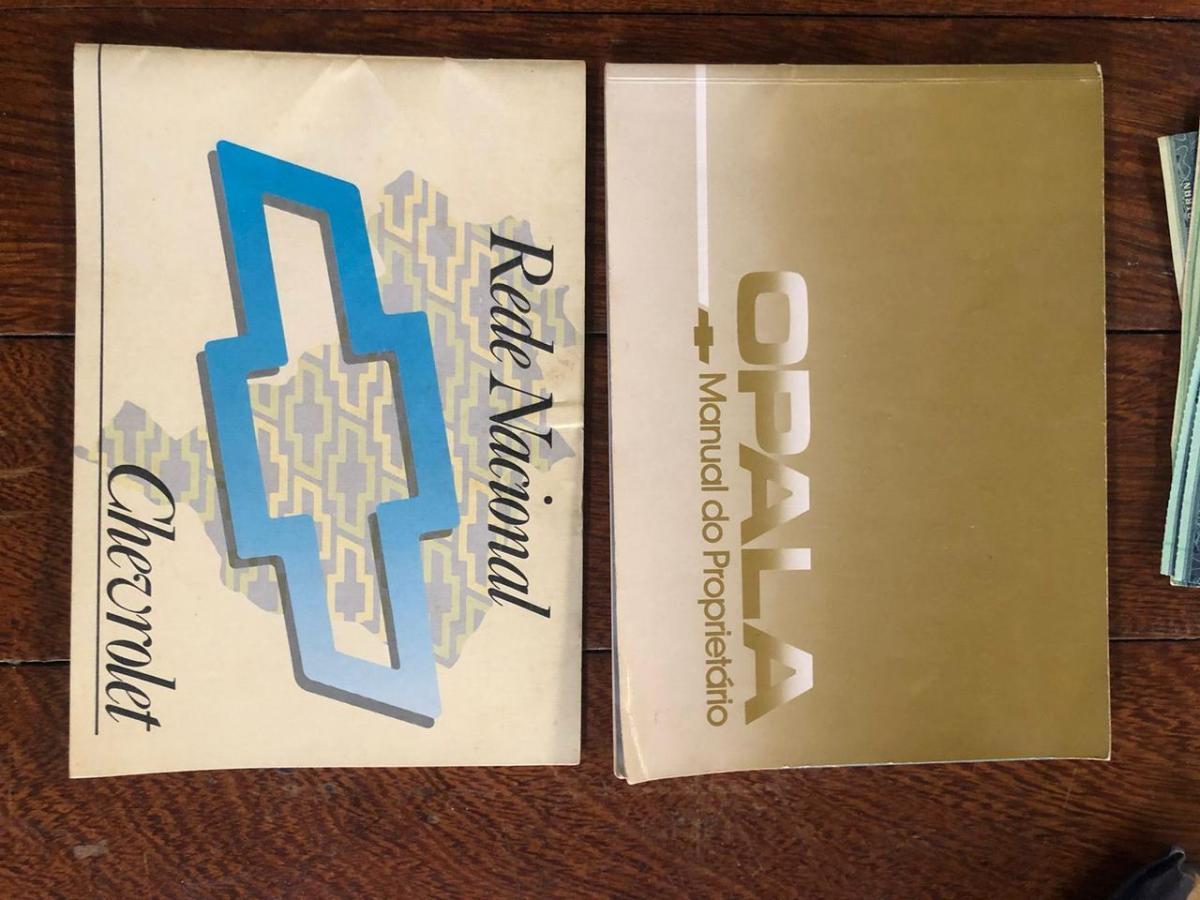 Rede Nacional
Chevrolet
OPALA
Manual do Proprietário